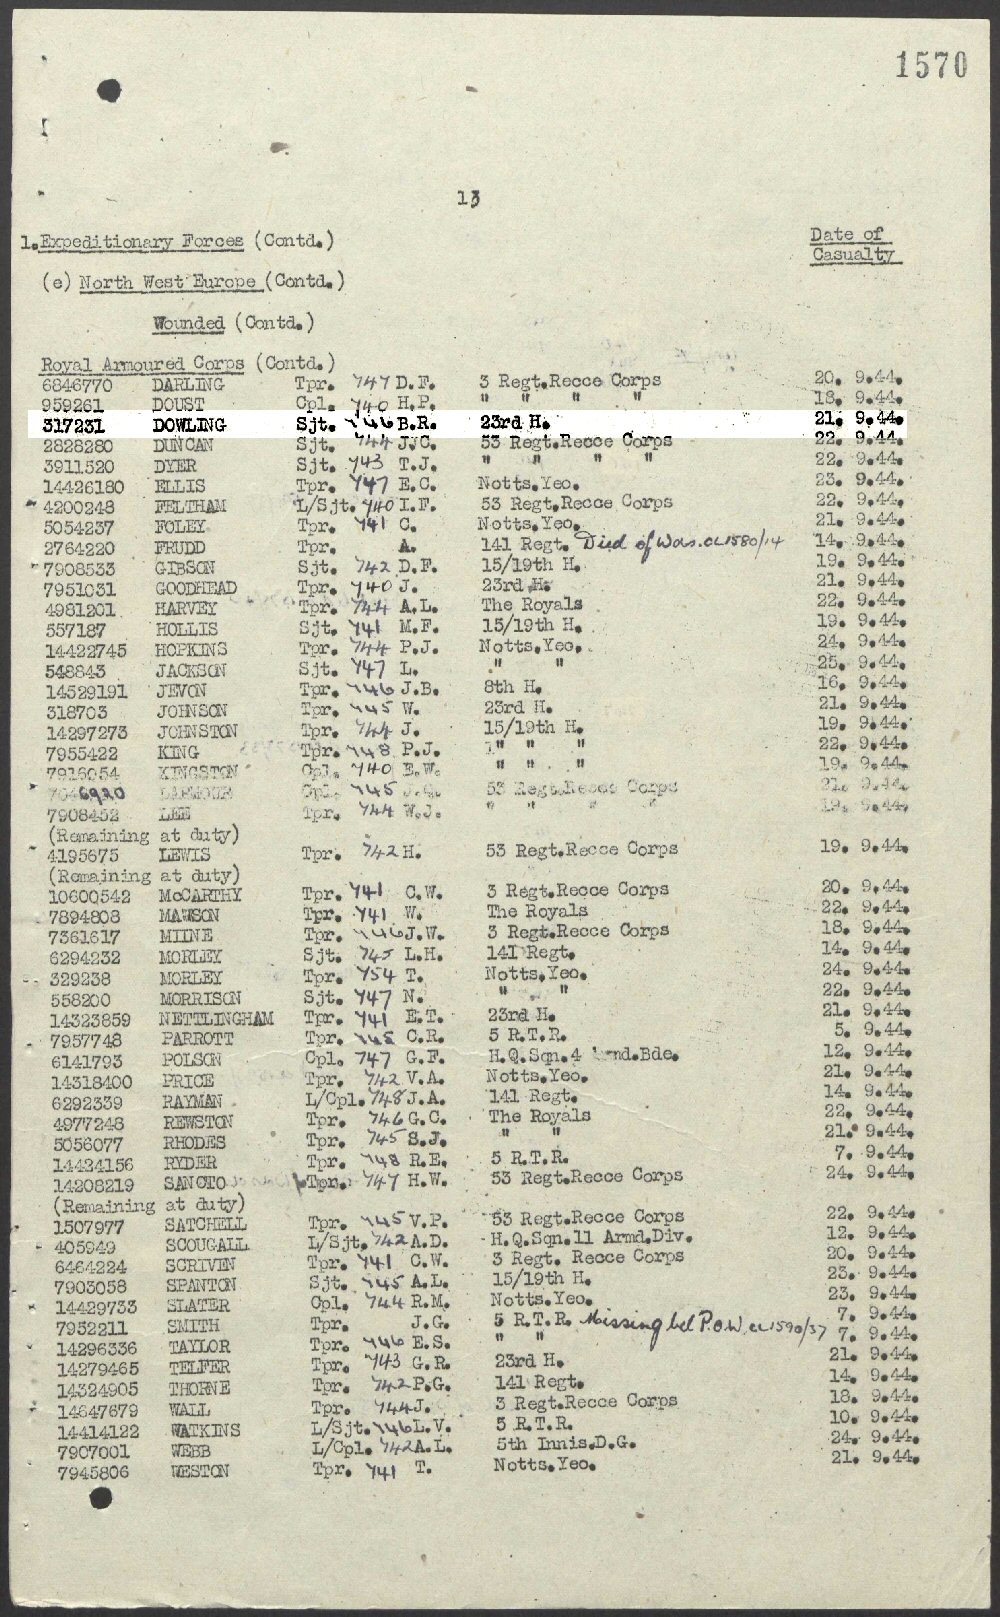 1570
13
1. Expeditionary Forces (Contd.)
Date of
Casualty
(e) North West Europe (Contd.)
Wounded (Contd.)
Royal Armoured Corps (Contd.)
6846770 DARLING Tpr. 747 D.F. 3 Regt.Recce Corps 20. 9.44.
959261 DOUST Cpl. 740 H.P. " " " " 18. 9.44.
317231 DOWLING Sjt. 746 B.R. 23rd H. 21. 9.44.
2828280 DUNCAN Sjt. 744 J.C. 53 Regt.Recce Corps 22. 9.44.
3911520 DYER Sjt. 743 T.J. " " " " 22. 9.44.
14426180 ELLIS Tpr. 747 E.C. Notts.Yeo. 23. 9.44.
4200248 FELTHAM L/Sjt. 740 I.F. 53 Regt.Recce Corps 22. 9.44.
5054237 FOLEY Tpr. 741 C. Notts.Yeo. 21. 9.44.
2764220 FRUDD Tpr. A. 141 Regt. Died of Wds. CL1580/14 14. 9.44.
7908533 GIBSON Sjt. 742 D.F. 15/19th H. 19. 9.44.
7951031 GOODHEAD Tpr. 740 J. 23rd H. 21. 9.44.
4981201 HARVEY Tpr. 744 A.L. The Royals 22. 9.44.
557187 HOLLIS Sjt. 741 M.F. 15/19th H. 19. 9.44.
14422745 HOPKINS Tpr. 744 P.J. Notts.Yeo. 24. 9.44.
548843 JACKSON Sjt. 747 L. " " 25. 9.44.
14529191 JEVON Tpr. 746 J.B. 8th H. 16. 9.44.
318703 JOHNSON Tpr. 745 W. 23rd H. 21. 9.44.
14297273 JOHNSTON Tpr. 744 J. 15/19th H. 19. 9.44.
7955422 KING Tpr. 748 P.J. " " " 22. 9.44.
7916054 KINGSTON Cpl. 740 E.W. " " " 19. 9.44.
6920 Cpl. 745 53 Regt.Recce Corps 21. 9.44.
7908452 LEE Tpr. 744 W.J. " " " " 19. 9.44.
(Remaining at duty)
4195675 LEWIS Tpr. 742 H. 53 Regt.Recce Corps 19. 9.44.
(Remaining at duty)
10600542 McCARTHY Tpr. 741 C.W. 3 Regt.Recce Corps 20. 9.44.
7894808 MAWSON Tpr. 741 W. The Royals 22. 9.44.
7361617 MILNE Tpr. 746 J.W. 3 Regt.Recce Corps 18. 9.44.
6294232 MORLEY Sjt. 745 L.H. 141 Regt. 14. 9.44.
329238 MORLEY Tpr. 754 T. Notts.Yeo. 24. 9.44.
558200 MORRISON Sjt. 747 N. " " 22. 9.44.
14323859 NETTLINGHAM Tpr. 741 E.T. 23rd H. 21. 9.44.
7957748 PARROTT Tpr. 745 C.R. 5 R.T.R. 5. 9.44.
6141793 POLSON Cpl. 747 G.F. H.Q.Sqn.4 Bde. 12. 9.44.
14318400 PRICE Tpr. 742 V.A. Notts.Yeo. 21. 9.44.
6292339 RAYMAN L/Cpl. 748 J.A. 141 Regt. 14. 9.44.
4977248 REWSTON Tpr. 746 G.C. The Royals 22. 9.44.
5056077 RHODES Tpr. 745 S.J. " " 21. 9.44.
14424156 RYDER Tpr. 748 R.E. 5 R.T.R. 7. 9.44.
14208219 SANCTO Tpr. 747 H.W. 53 Regt.Recce Corps 24. 9.44.
(Remaining at duty)
1507977 SATCHELL Tpr. 745 V.P. 53 Regt.Recce Corps 22. 9.44.
405949 SCOUGALL L/Sjt. 742 A.D. H.Q.Sqn.11 Armd.Div. 12. 9.44.
6464224 SCRIVEN Tpr. 741 C.W. 3 Regt. Recce Corps 20. 9.44.
7903058 SPANTON Sjt. 745 A.L. 15/19th H. 23. 9.44.
14429733 SLATER Cpl. 744 R.M. Notts.Yeo. 23. 9.44.
7952211 SMITH Tpr. J.G. 5 R.T.R. Missing bel P.O.W. CL1590/37 7. 9.44.
14296336 TAYLOR Tpr. 746 E.S. " " 7. 9.44.
14279465 TELFER Tpr. 743 G.R. 23rd H. 21. 9.44.
14324905 THORNE Tpr. 742 P.G. 141 Regt. 14. 9.44.
14647679 WALL Tpr. 744 J. 3 Regt.Recce Corps 18. 9.44.
14414122 WATKINS L/Sjt. 746 L.V. 5 R.T.R. 10. 9.44.
7907001 WEBB L/Cpl. 742 A.L. 5th Innis.D.G. 24. 9.44.
7945806 WESTON Tpr. 741 T. Notts.Yeo. 21. 9.44.